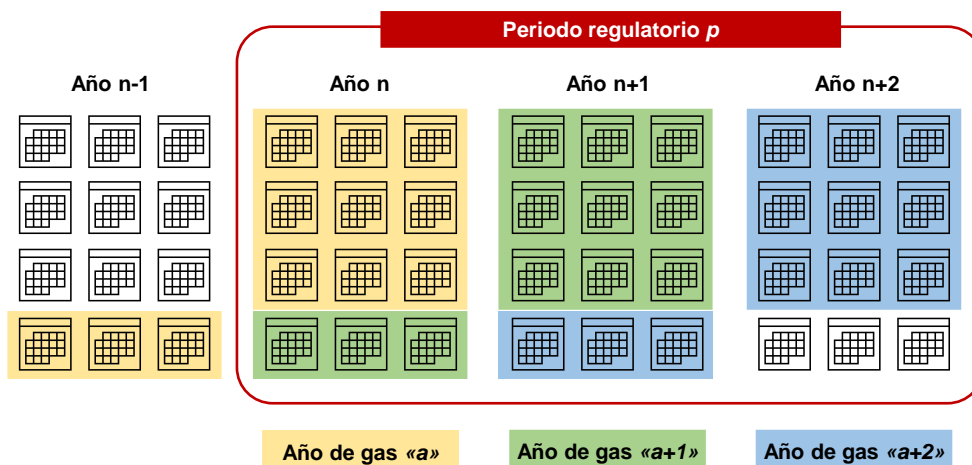 Periodo regulatorio p
Año n-1
Año n
Año n+1
Año n+2
Año de gas «a»
Año de gas «a+1»
Año de gas «a+2»